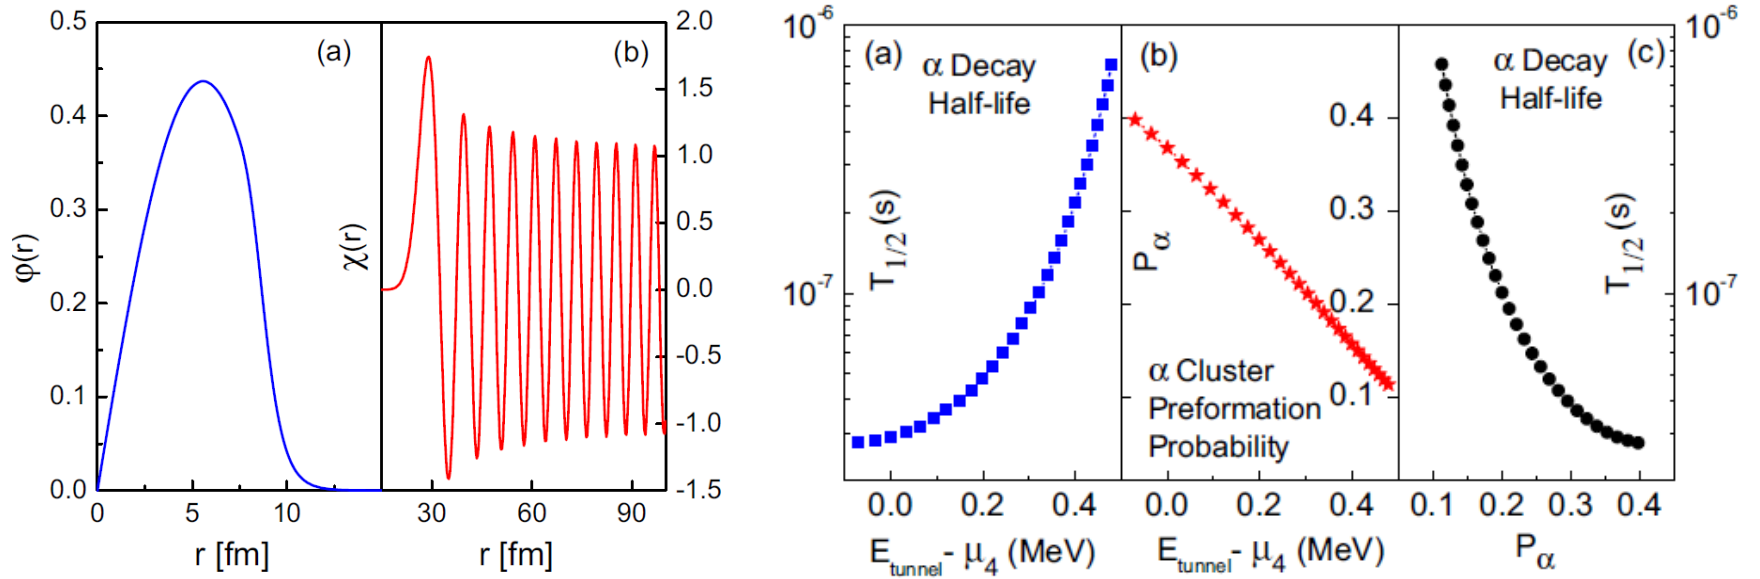 0.5
0.4
0.3
0.2
0.1
0.0
φ(r)
(a)
0
5
10
r [fm]
(b)
χ(r)
2.0
1.5
1.0
0.5
0.0
-0.5
-1.0
-1.5
30
60
90
r [fm]
10⁻⁶
10⁻⁷
(a)
α Decay
Half-life
T₁/₂ (s)
0.0
0.2
0.4
E_tunnel - μ₄ (MeV)
(b)
P_α
0.4
0.3
0.2
0.1
α Cluster
Preformation
Probability
0.0
0.2
0.4
E_tunnel - μ₄ (MeV)
α Decay
Half-life
(c)
T₁/₂ (s)
10⁻⁶
10⁻⁷
0.1
0.2
0.3
0.4
P_α